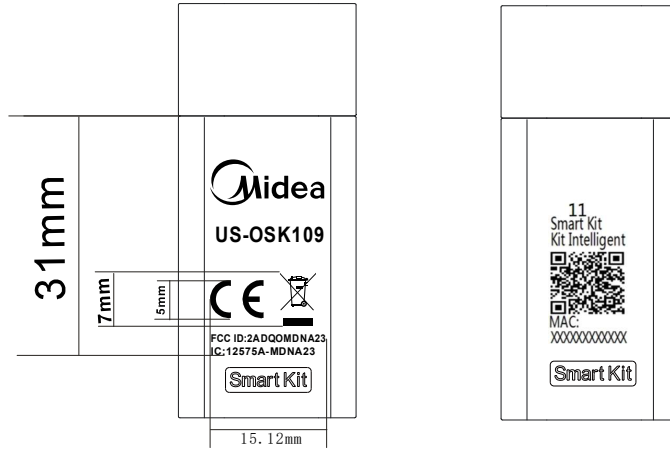 31mm
7mm
5mm
Midea
US-OSK109
CE
FCC ID:2ADQOMDNA23
IC:12575A-MDNA23
Smart Kit
15.12mm
11
Smart Kit
Kit Intelligent
MAC:
XXXXXXXXXXXX
Smart Kit